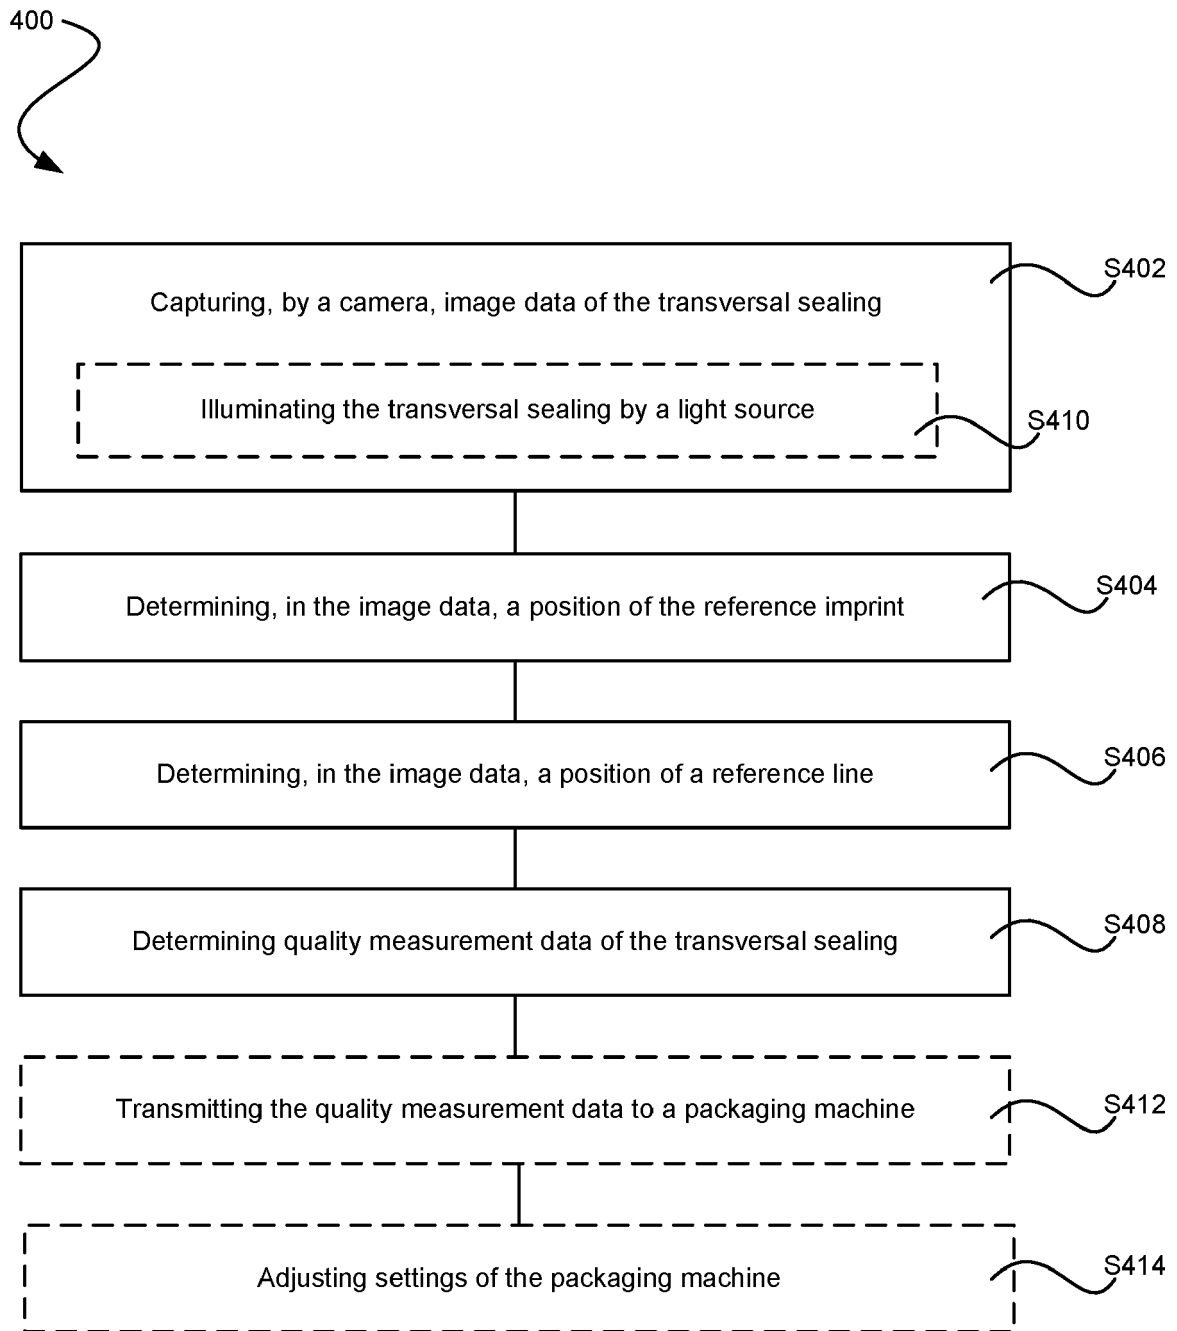 400
Capturing, by a camera, image data of the transversal sealing
S402
Illuminating the transversal sealing by a light source
S410
Determining, in the image data, a position of the reference imprint
S404
Determining, in the image data, a position of a reference line
S406
Determining quality measurement data of the transversal sealing
S408
Transmitting the quality measurement data to a packaging machine
S412
Adjusting settings of the packaging machine
S414